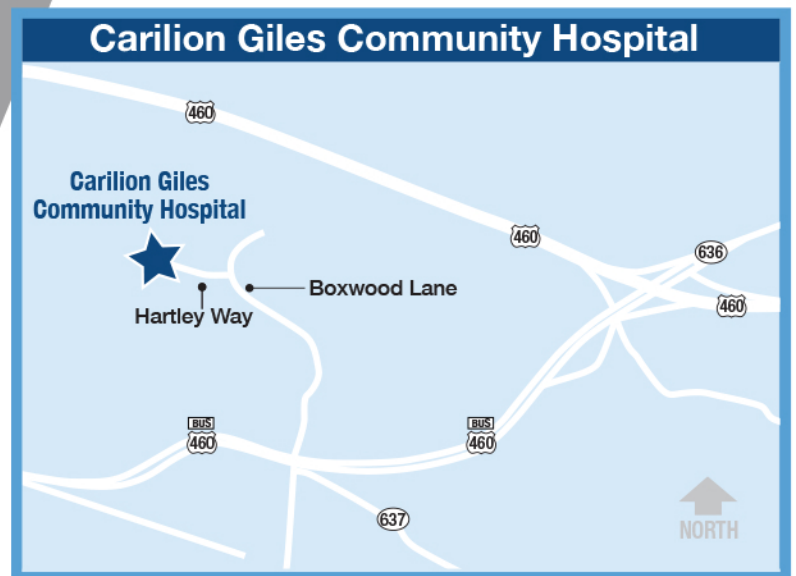 Carilion Giles Community Hospital
460
Carilion Giles
Community Hospital
460
636
Boxwood Lane
460
Hartley Way
BUS
460
BUS
460
637
NORTH